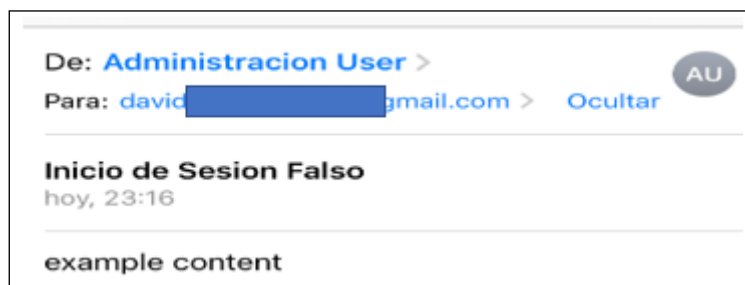 De: Administracion User >
AU
Para: david gmail.com > Ocultar
Inicio de Sesion Falso
hoy, 23:16
example content